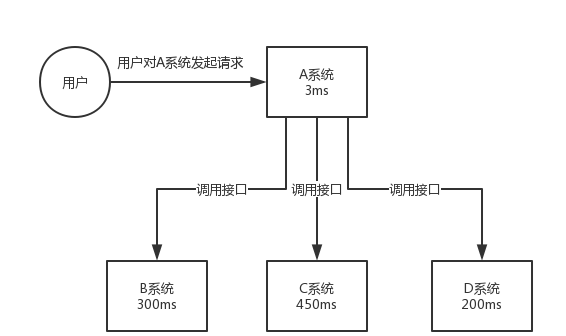 用户对A系统发起请求
用户
A系统
3ms
调用接口
调用接口
调用接口
B系统
300ms
C系统
450ms
D系统
200ms